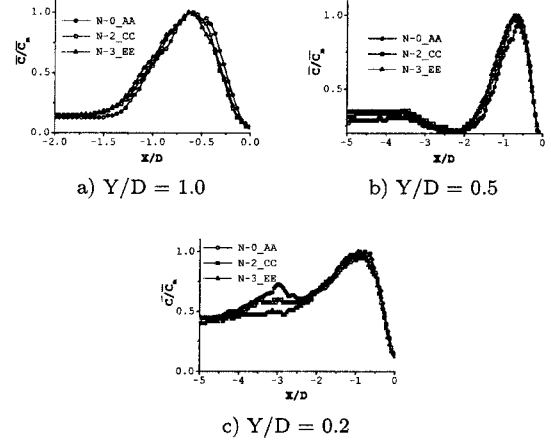 C̅/C̅ₘ
1.0
0.5
0.0
N-0_AA
N-2_CC
N-3_EE
-2.0 -1.5 -1.0 -0.5 0.0
X/D
a) Y/D = 1.0
C̅/C̅ₘ
1.0
0.5
0.0
N-0_AA
N-2_CC
N-3_EE
-5 -4 -3 -2 -1 0
X/D
b) Y/D = 0.5
C̅/C̅ₘ
1.0
0.5
0.0
N-0_AA
N-2_CC
N-3_EE
-5 -4 -3 -2 -1 0
X/D
c) Y/D = 0.2